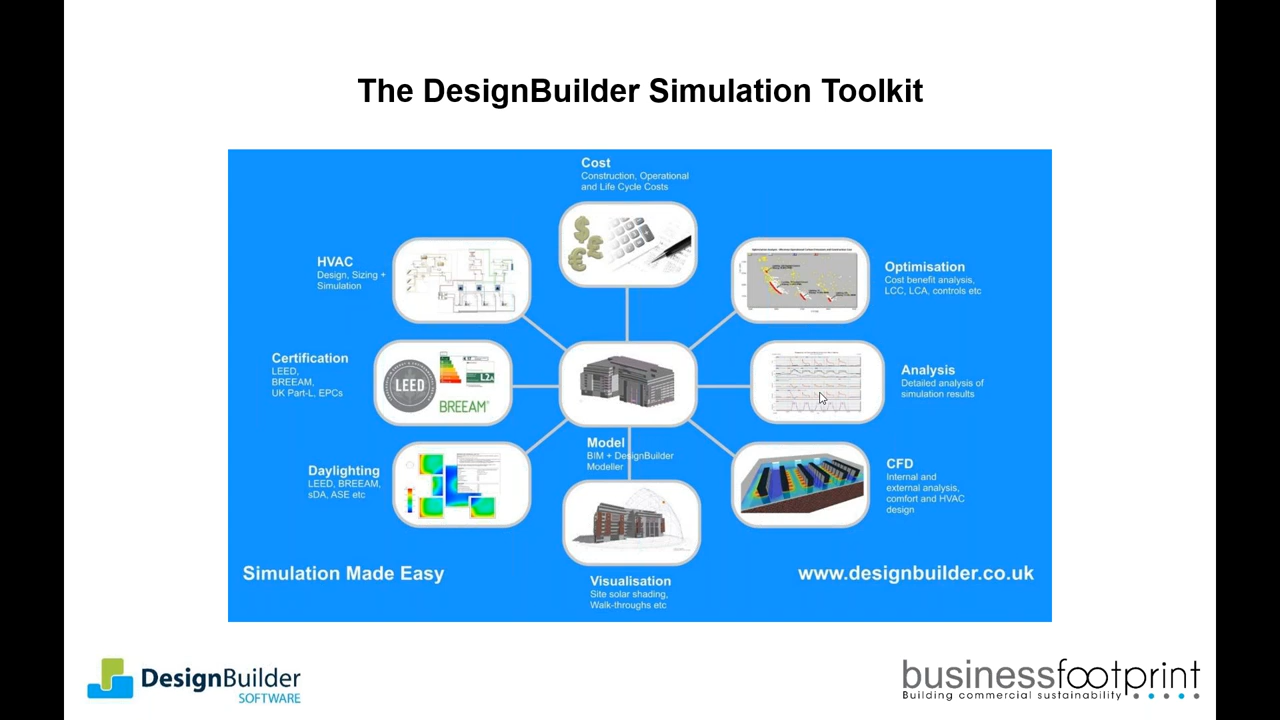 The DesignBuilder Simulation Toolkit
Cost
Construction, Operational
and Life Cycle Costs
HVAC
Design, Sizing +
Simulation
Optimisation
Cost benefit analysis,
LCC, LCA, controls etc
Certification
LEED,
BREEAM,
UK Part-L, EPCs
LEED
BREEAM
Analysis
Detailed analysis of
simulation results
Model
BIM + DesignBuilder
Modeller
Daylighting
LEED, BREEAM,
sDA, ASE etc
CFD
Internal and
external analysis,
comfort and HVAC
design
Simulation Made Easy
www.designbuilder.co.uk
Visualisation
Site solar shading,
Walk-throughs etc
DesignBuilder
SOFTWARE
businessfootprint
Building commercial sustainability